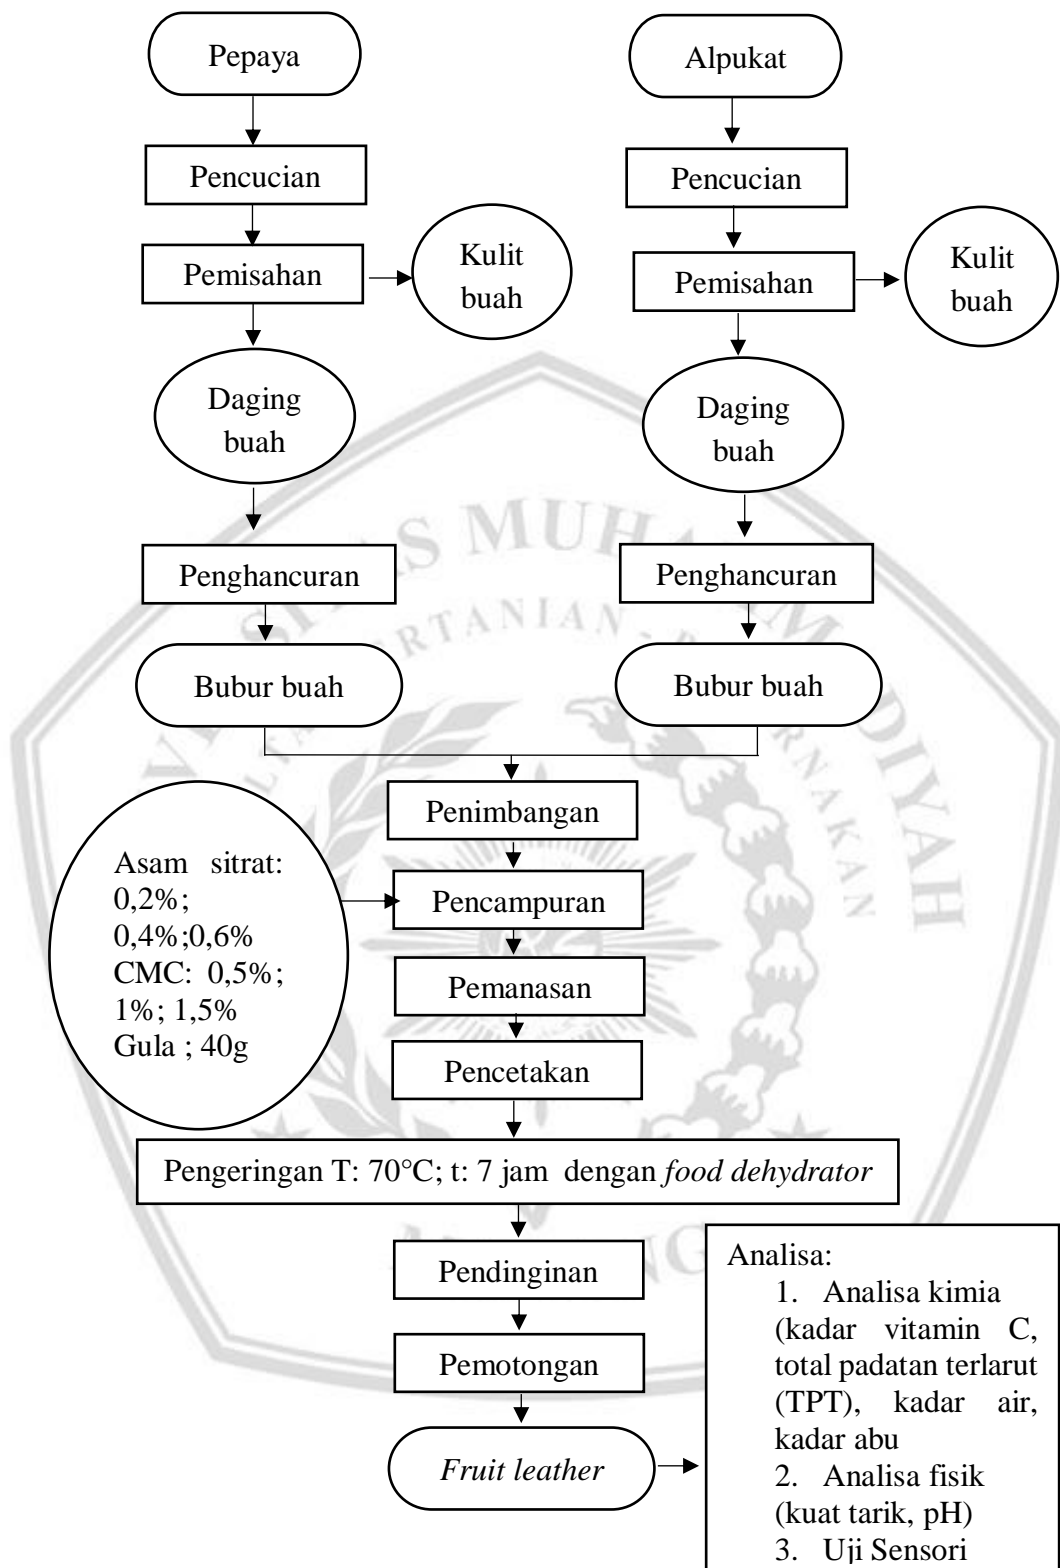 Pepaya
Alpukat
Pencucian
Pencucian
Pemisahan
Kulit
buah
Pemisahan
Kulit
buah
Daging
buah
Daging
buah
Penghancuran
Penghancuran
Bubur buah
Bubur buah
Penimbangan
Asam sitrat:
0,2%;
0,4%;0,6%
CMC: 0,5%;
1%; 1,5%
Gula ; 40g
Pencampuran
Pemanasan
Pencetakan
Pengeringan T: 70°C; t: 7 jam dengan food dehydrator
Pendinginan
Pemotongan
Fruit leather
Analisa:
1. Analisa kimia
(kadar vitamin C,
total padatan terlarut
(TPT), kadar air,
kadar abu
2. Analisa fisik
(kuat tarik, pH)
3. Uji Sensori